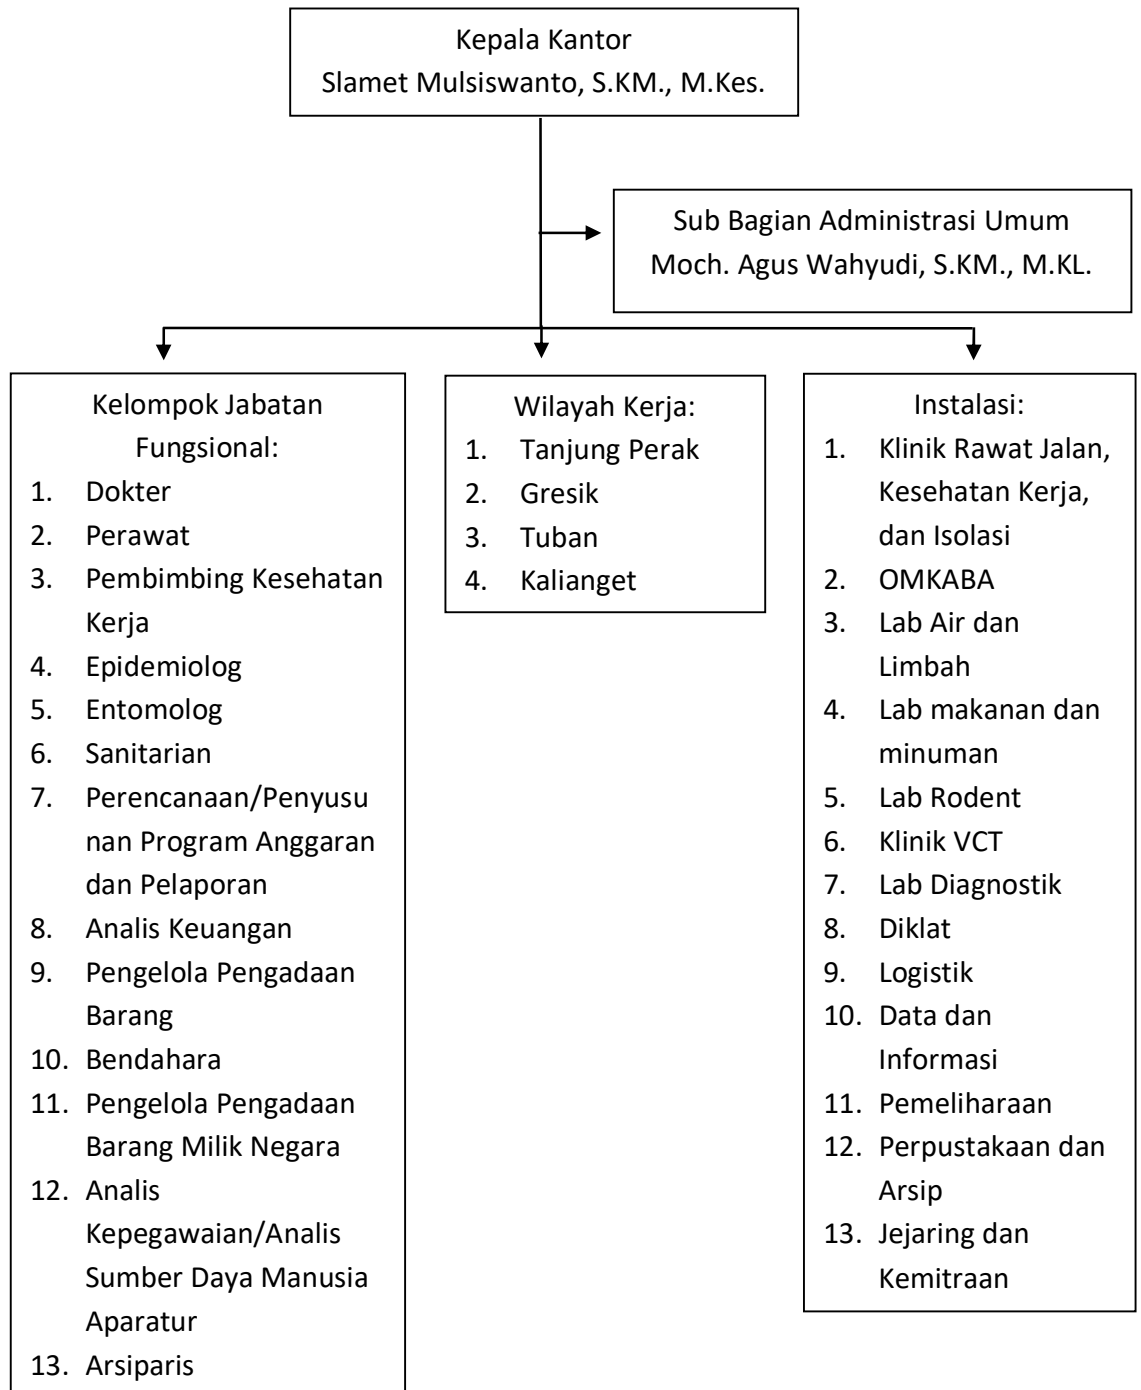 Kepala Kantor
Slamet Mulsiswanto, S.KM., M.Kes.
Sub Bagian Administrasi Umum
Moch. Agus Wahyudi, S.KM., M.KL.
Kelompok Jabatan
Fungsional:
1. Dokter
2. Perawat
3. Pembimbing Kesehatan
Kerja
4. Epidemiolog
5. Entomolog
6. Sanitarian
7. Perencanaan/Penyusu
nan Program Anggaran
dan Pelaporan
8. Analis Keuangan
9. Pengelola Pengadaan
Barang
10. Bendahara
11. Pengelola Pengadaan
Barang Milik Negara
12. Analis
Kepegawaian/Analis
Sumber Daya Manusia
Aparatur
13. Arsiparis
Wilayah Kerja:
1. Tanjung Perak
2. Gresik
3. Tuban
4. Kalianget
Instalasi:
1. Klinik Rawat Jalan,
Kesehatan Kerja,
dan Isolasi
2. OMKABA
3. Lab Air dan
Limbah
4. Lab makanan dan
minuman
5. Lab Rodent
6. Klinik VCT
7. Lab Diagnostik
8. Diklat
9. Logistik
10. Data dan
Informasi
11. Pemeliharaan
12. Perpustakaan dan
Arsip
13. Jejaring dan
Kemitraan